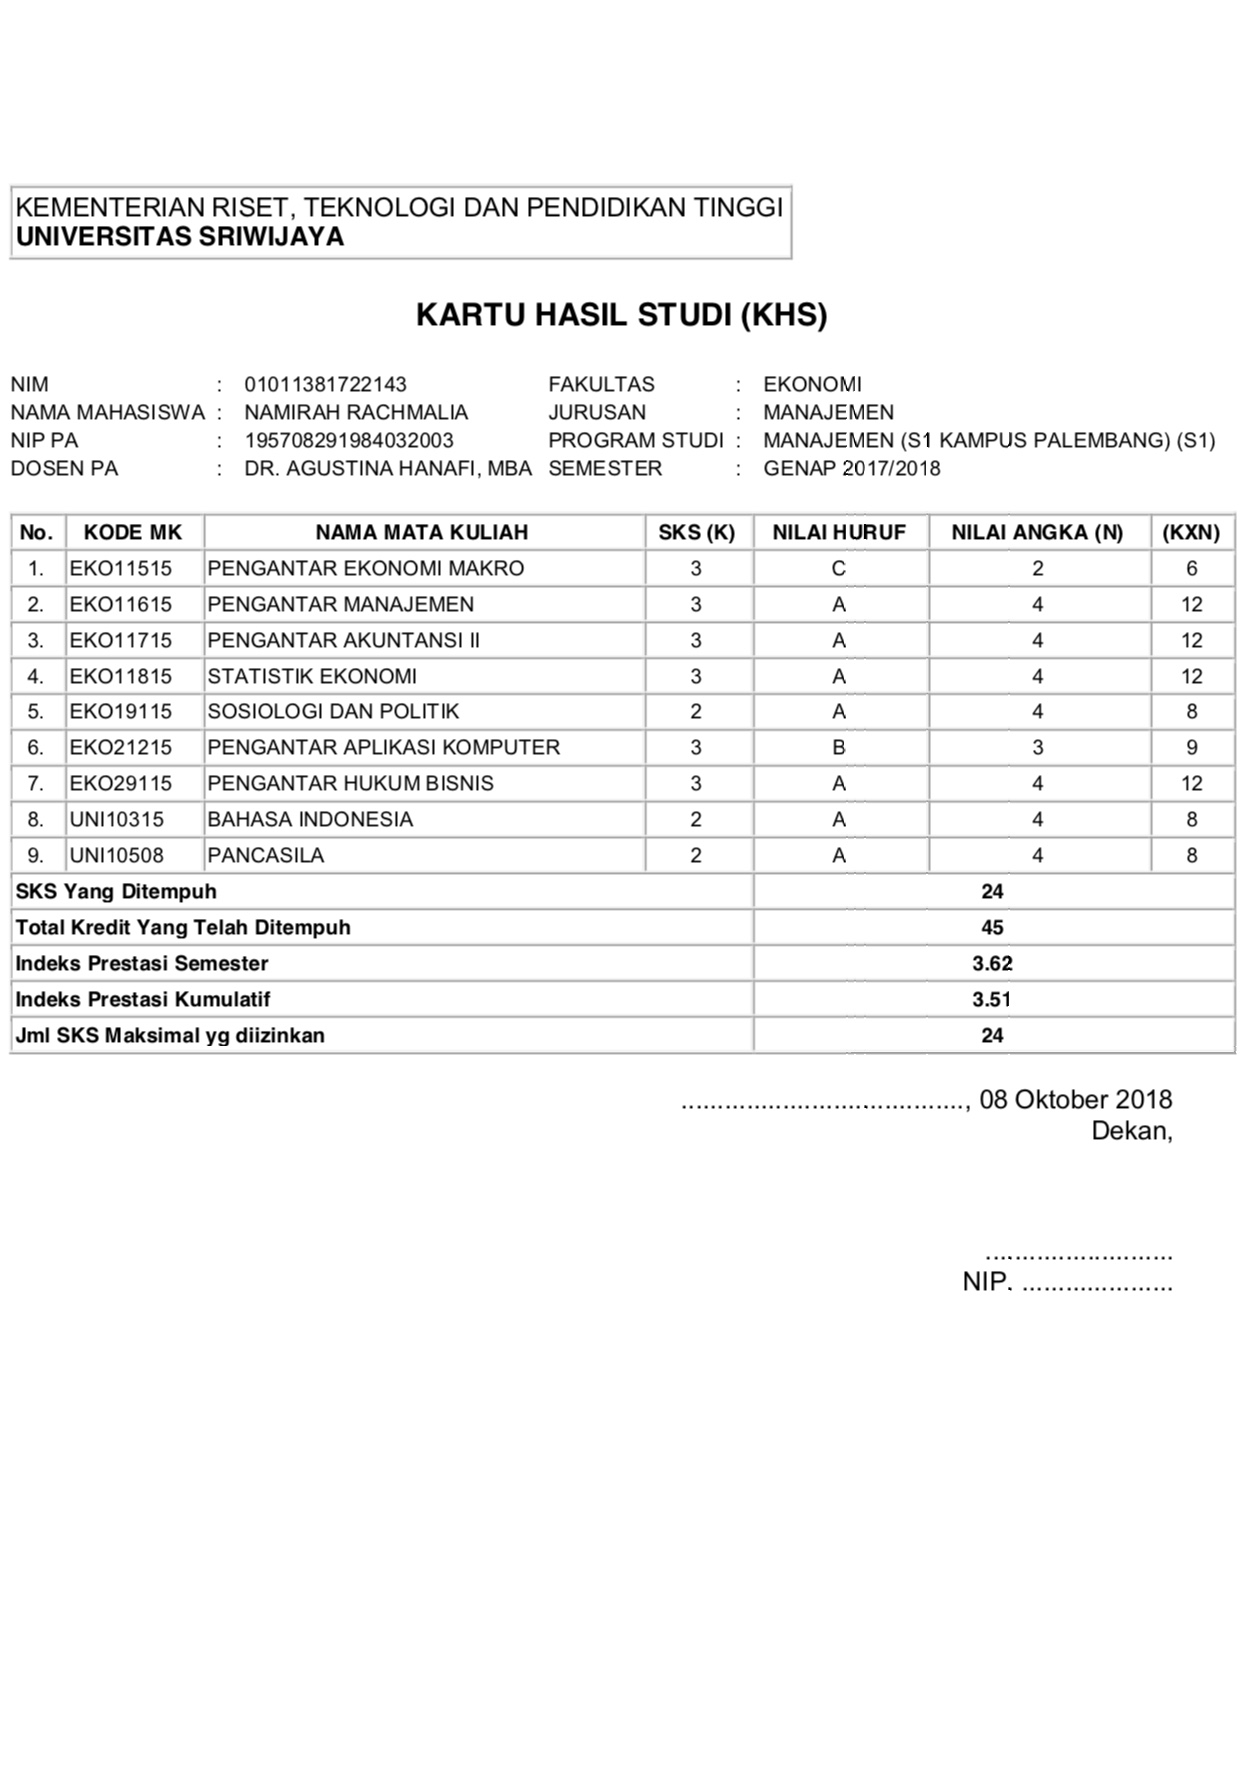 KEMENTERIAN RISET, TEKNOLOGI DAN PENDIDIKAN TINGGI
UNIVERSITAS SRIWIJAYA
KARTU HASIL STUDI (KHS)
NIM : 01011381722143 FAKULTAS : EKONOMI
NAMA MAHASISWA : NAMIRAH RACHMALIA JURUSAN : MANAJEMEN
NIP PA : 195708291984032003 PROGRAM STUDI : MANAJEMEN (S1 KAMPUS PALEMBANG) (S1)
DOSEN PA : DR. AGUSTINA HANAFI, MBA SEMESTER : GENAP 2017/2018
No. KODE MK NAMA MATA KULIAH SKS (K) NILAI HURUF NILAI ANGKA (N) (KXN)
1. EKO11515 PENGANTAR EKONOMI MAKRO 3 C 2 6
2. EKO11615 PENGANTAR MANAJEMEN 3 A 4 12
3. EKO11715 PENGANTAR AKUNTANSI II 3 A 4 12
4. EKO11815 STATISTIK EKONOMI 3 A 4 12
5. EKO19115 SOSIOLOGI DAN POLITIK 2 A 4 8
6. EKO21215 PENGANTAR APLIKASI KOMPUTER 3 B 3 9
7. EKO29115 PENGANTAR HUKUM BISNIS 3 A 4 12
8. UNI10315 BAHASA INDONESIA 2 A 4 8
9. UNI10508 PANCASILA 2 A 4 8
SKS Yang Ditempuh 24
Total Kredit Yang Telah Ditempuh 45
Indeks Prestasi Semester 3.62
Indeks Prestasi Kumulatif 3.51
Jml SKS Maksimal yg diizinkan 24
......................................., 08 Oktober 2018
Dekan,
..........................
NIP. .....................